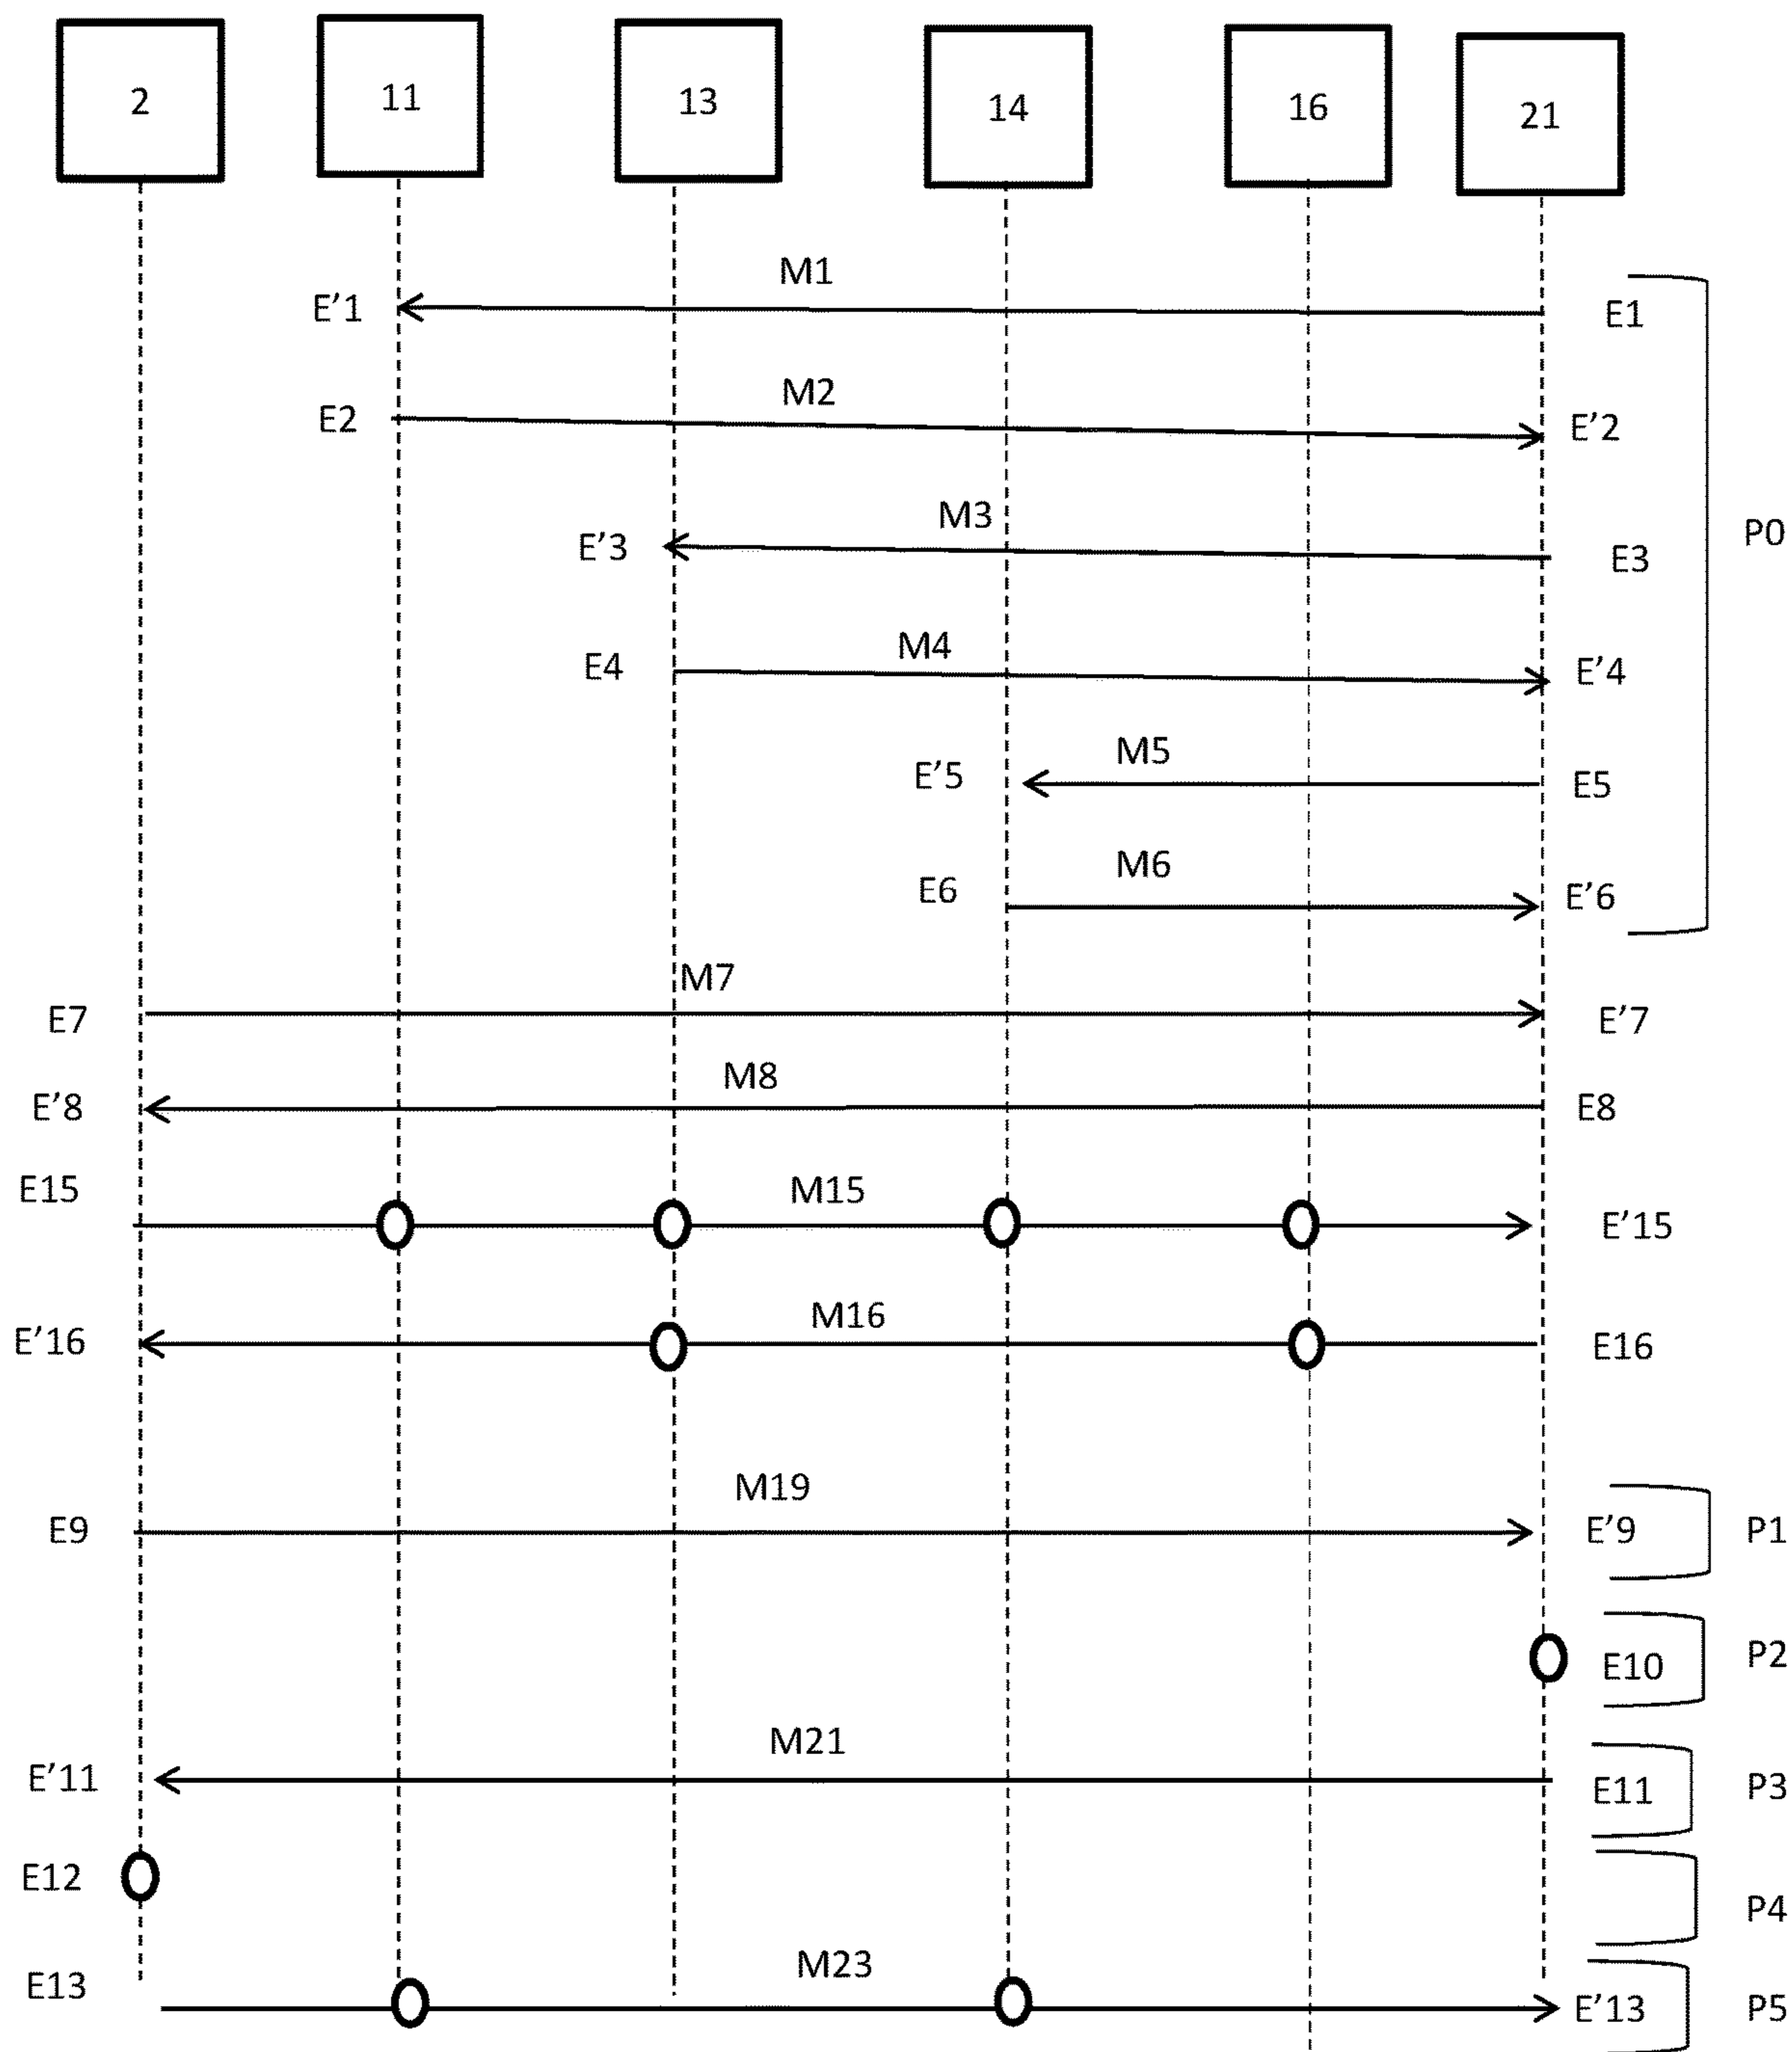 2 11 13 14 16 21
M1
E'1 E1
M2
E2 E'2
M3
E'3 E3
P0
M4
E4 E'4
M5
E'5 E5
M6
E6 E'6
M7
E7 E'7
M8
E'8 E8
E15 M15 E'15
M16
E'16 E16
M19
E9 E'9 P1
E10 P2
M21
E'11 E11 P3
E12
P4
M23
E13 E'13 P5